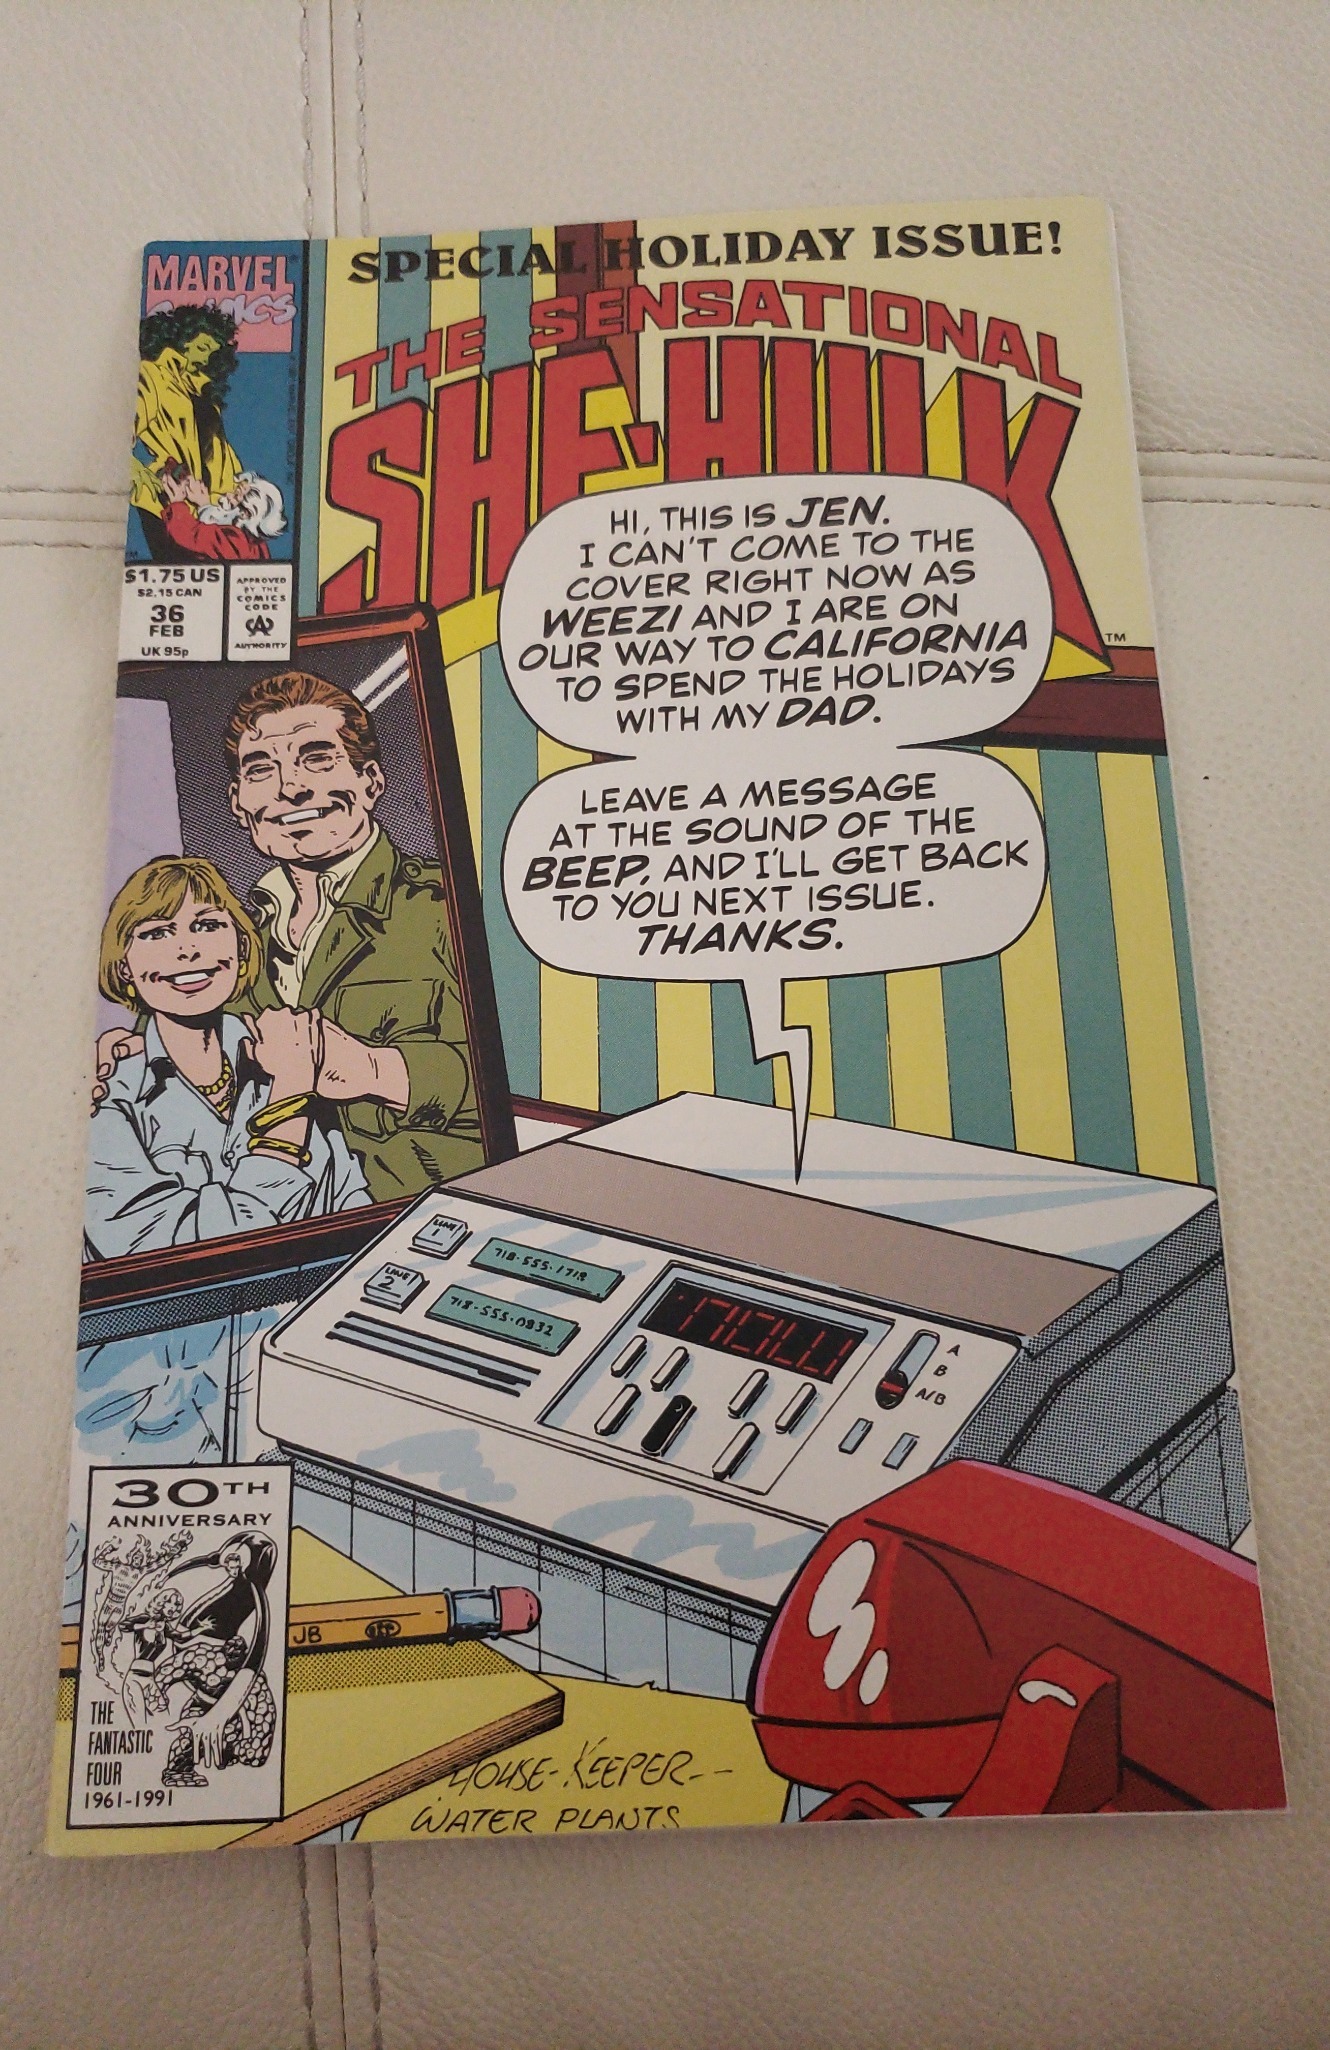 SPECIAL HOLIDAY ISSUE!
MARVEL
COMICS
THE SENSATIONAL
SHE-HULK
TM
$1.75 US
$2.15 CAN
36
FEB
UK 95p
APPROVED
BY THE
COMICS
CODE
CA
AUTHORITY
HI, THIS IS JEN.
I CAN'T COME TO THE
COVER RIGHT NOW AS
WEEZI AND I ARE ON
OUR WAY TO CALIFORNIA
TO SPEND THE HOLIDAYS
WITH MY DAD.
LEAVE A MESSAGE
AT THE SOUND OF THE
BEEP, AND I'LL GET BACK
TO YOU NEXT ISSUE.
THANKS.
LINE
1
718-555-1712
LINE
2
718-555-0832
A
B
A/B
30TH
ANNIVERSARY
THE
FANTASTIC
FOUR
1961-1991
JB
HOUSE-KEEPER--
WATER PLANTS